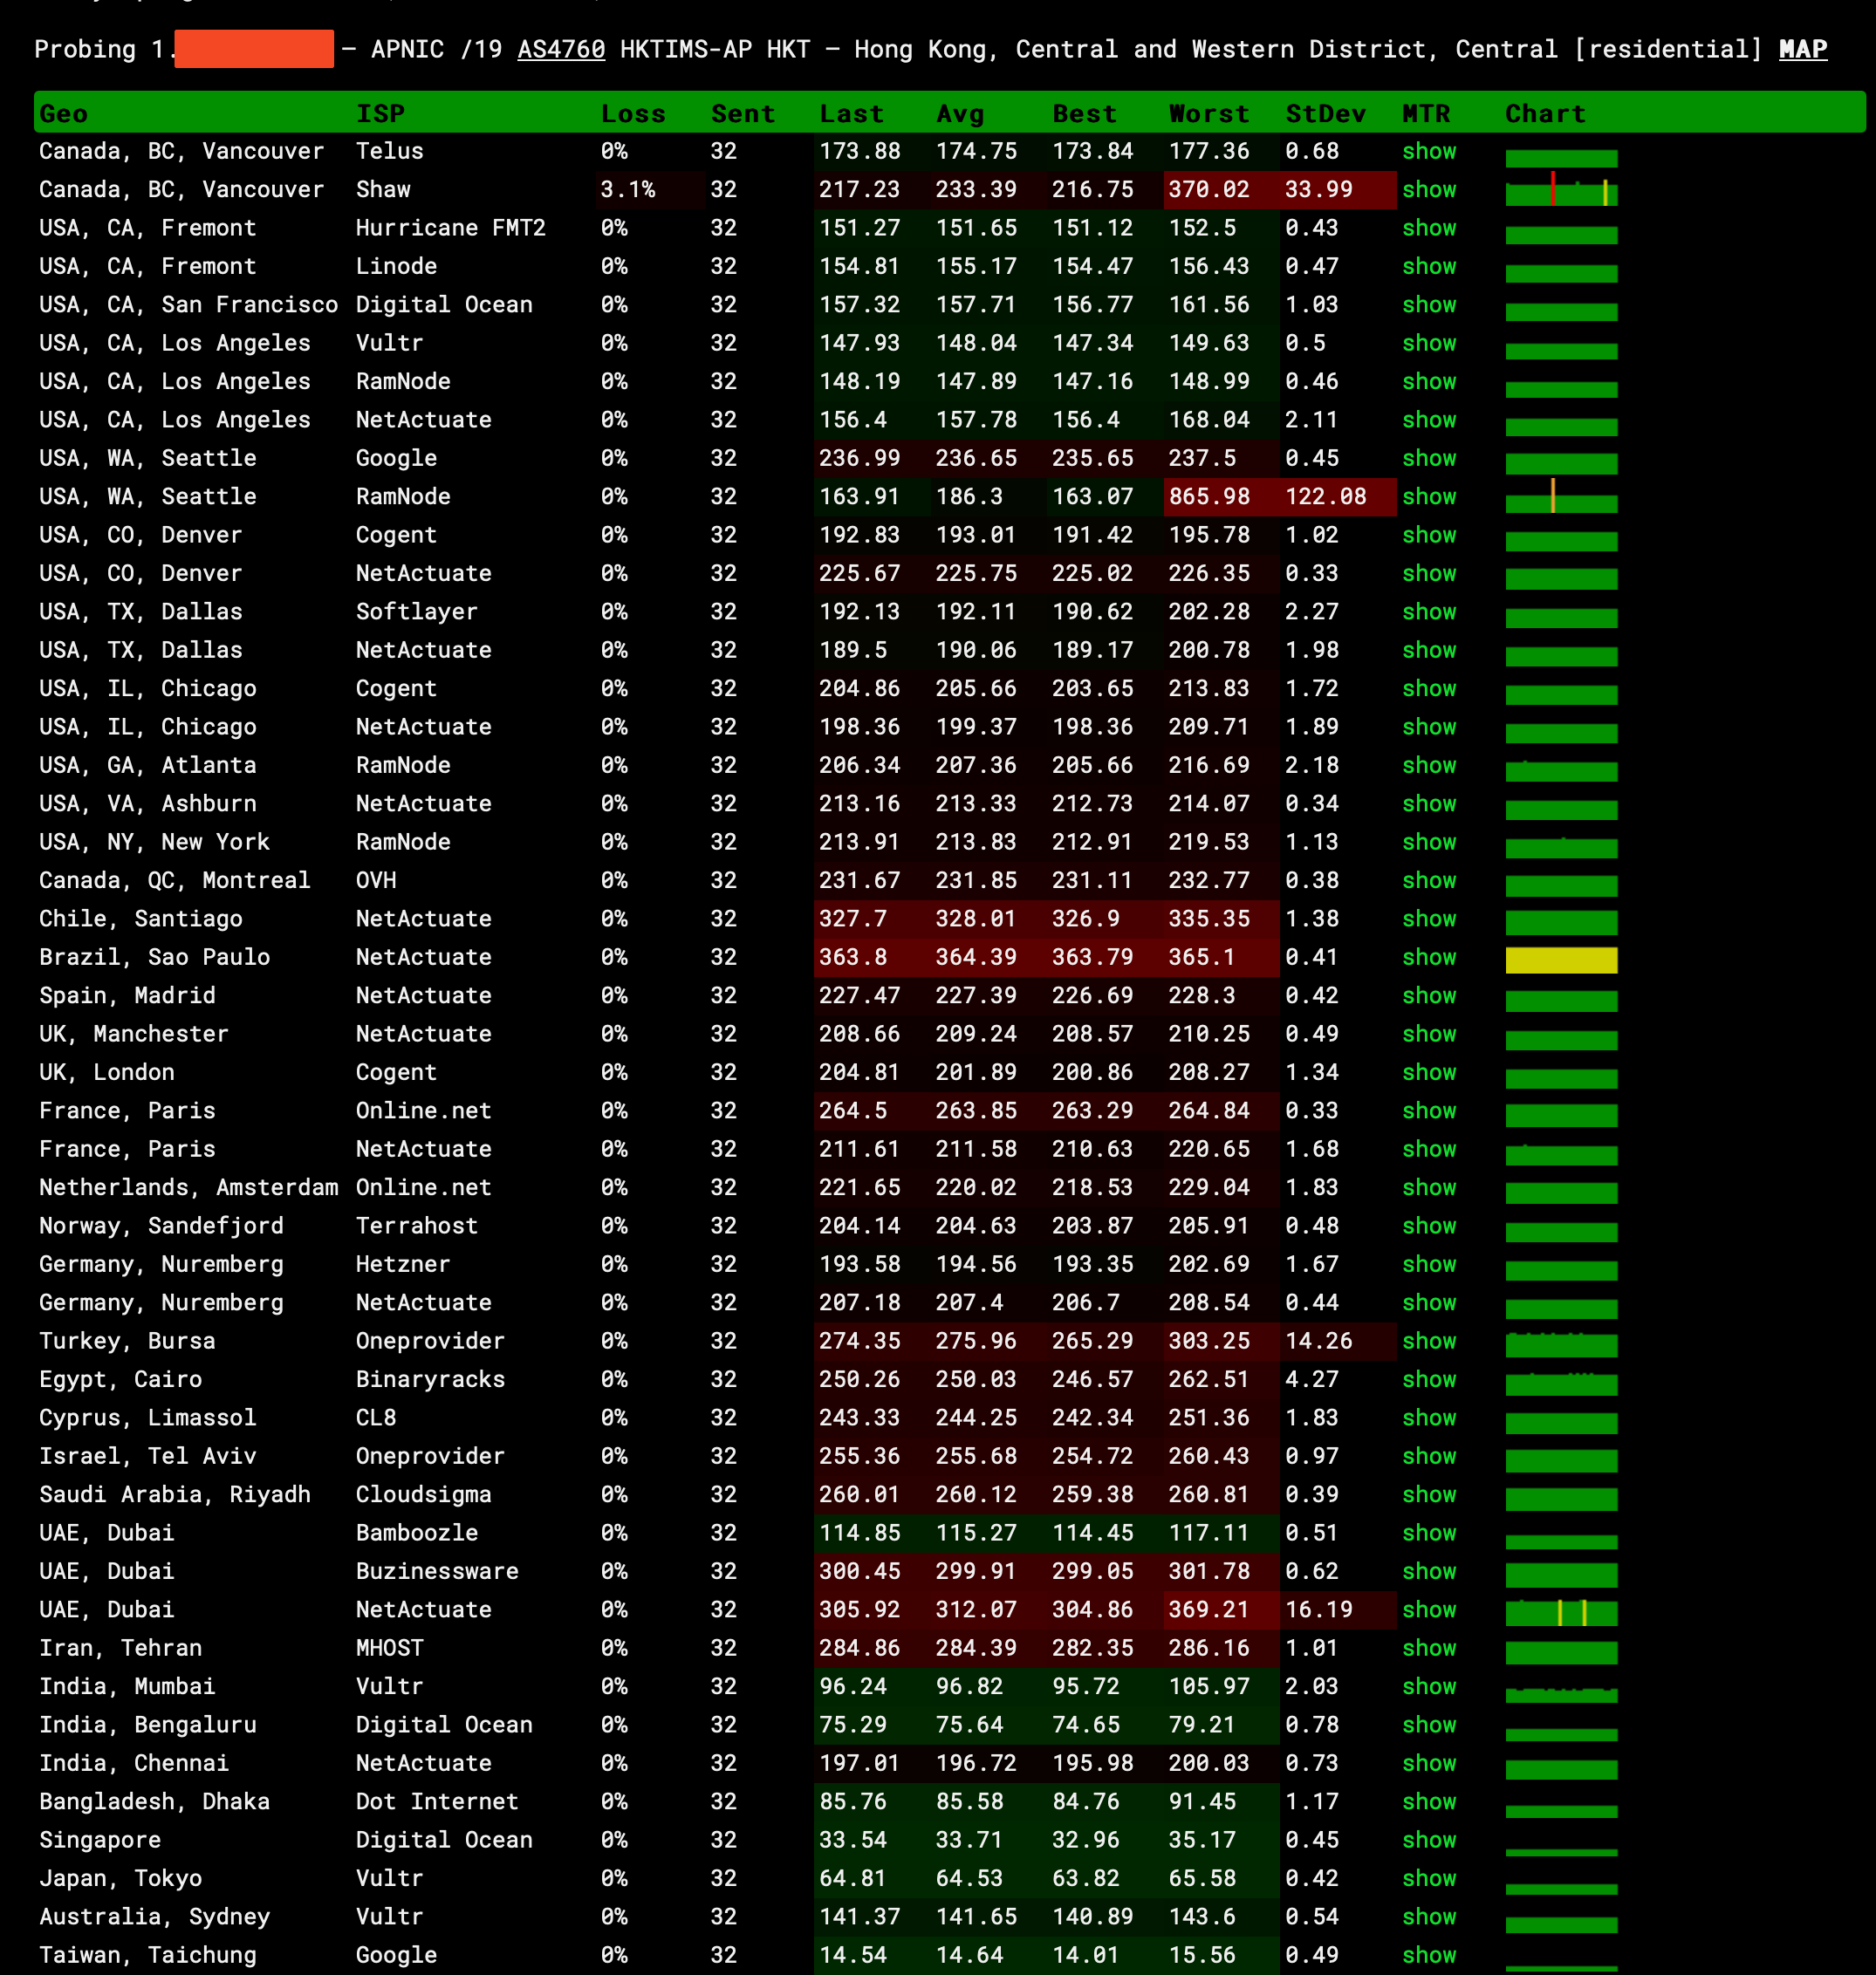 Probing 1. — APNIC /19 AS4760 HKTIMS-AP HKT — Hong Kong, Central and Western District, Central [residential] MAP
Geo ISP Loss Sent Last Avg Best Worst StDev MTR Chart
Canada, BC, Vancouver Telus 0% 32 173.88 174.75 173.84 177.36 0.68 show
Canada, BC, Vancouver Shaw 3.1% 32 217.23 233.39 216.75 370.02 33.99 show
USA, CA, Fremont Hurricane FMT2 0% 32 151.27 151.65 151.12 152.5 0.43 show
USA, CA, Fremont Linode 0% 32 154.81 155.17 154.47 156.43 0.47 show
USA, CA, San Francisco Digital Ocean 0% 32 157.32 157.71 156.77 161.56 1.03 show
USA, CA, Los Angeles Vultr 0% 32 147.93 148.04 147.34 149.63 0.5 show
USA, CA, Los Angeles RamNode 0% 32 148.19 147.89 147.16 148.99 0.46 show
USA, CA, Los Angeles NetActuate 0% 32 156.4 157.78 156.4 168.04 2.11 show
USA, WA, Seattle Google 0% 32 236.99 236.65 235.65 237.5 0.45 show
USA, WA, Seattle RamNode 0% 32 163.91 186.3 163.07 865.98 122.08 show
USA, CO, Denver Cogent 0% 32 192.83 193.01 191.42 195.78 1.02 show
USA, CO, Denver NetActuate 0% 32 225.67 225.75 225.02 226.35 0.33 show
USA, TX, Dallas Softlayer 0% 32 192.13 192.11 190.62 202.28 2.27 show
USA, TX, Dallas NetActuate 0% 32 189.5 190.06 189.17 200.78 1.98 show
USA, IL, Chicago Cogent 0% 32 204.86 205.66 203.65 213.83 1.72 show
USA, IL, Chicago NetActuate 0% 32 198.36 199.37 198.36 209.71 1.89 show
USA, GA, Atlanta RamNode 0% 32 206.34 207.36 205.66 216.69 2.18 show
USA, VA, Ashburn NetActuate 0% 32 213.16 213.33 212.73 214.07 0.34 show
USA, NY, New York RamNode 0% 32 213.91 213.83 212.91 219.53 1.13 show
Canada, QC, Montreal OVH 0% 32 231.67 231.85 231.11 232.77 0.38 show
Chile, Santiago NetActuate 0% 32 327.7 328.01 326.9 335.35 1.38 show
Brazil, Sao Paulo NetActuate 0% 32 363.8 364.39 363.79 365.1 0.41 show
Spain, Madrid NetActuate 0% 32 227.47 227.39 226.69 228.3 0.42 show
UK, Manchester NetActuate 0% 32 208.66 209.24 208.57 210.25 0.49 show
UK, London Cogent 0% 32 204.81 201.89 200.86 208.27 1.34 show
France, Paris Online.net 0% 32 264.5 263.85 263.29 264.84 0.33 show
France, Paris NetActuate 0% 32 211.61 211.58 210.63 220.65 1.68 show
Netherlands, Amsterdam Online.net 0% 32 221.65 220.02 218.53 229.04 1.83 show
Norway, Sandefjord Terrahost 0% 32 204.14 204.63 203.87 205.91 0.48 show
Germany, Nuremberg Hetzner 0% 32 193.58 194.56 193.35 202.69 1.67 show
Germany, Nuremberg NetActuate 0% 32 207.18 207.4 206.7 208.54 0.44 show
Turkey, Bursa Oneprovider 0% 32 274.35 275.96 265.29 303.25 14.26 show
Egypt, Cairo Binaryracks 0% 32 250.26 250.03 246.57 262.51 4.27 show
Cyprus, Limassol CL8 0% 32 243.33 244.25 242.34 251.36 1.83 show
Israel, Tel Aviv Oneprovider 0% 32 255.36 255.68 254.72 260.43 0.97 show
Saudi Arabia, Riyadh Cloudsigma 0% 32 260.01 260.12 259.38 260.81 0.39 show
UAE, Dubai Bamboozle 0% 32 114.85 115.27 114.45 117.11 0.51 show
UAE, Dubai Buzinessware 0% 32 300.45 299.91 299.05 301.78 0.62 show
UAE, Dubai NetActuate 0% 32 305.92 312.07 304.86 369.21 16.19 show
Iran, Tehran MHOST 0% 32 284.86 284.39 282.35 286.16 1.01 show
India, Mumbai Vultr 0% 32 96.24 96.82 95.72 105.97 2.03 show
India, Bengaluru Digital Ocean 0% 32 75.29 75.64 74.65 79.21 0.78 show
India, Chennai NetActuate 0% 32 197.01 196.72 195.98 200.03 0.73 show
Bangladesh, Dhaka Dot Internet 0% 32 85.76 85.58 84.76 91.45 1.17 show
Singapore Digital Ocean 0% 32 33.54 33.71 32.96 35.17 0.45 show
Japan, Tokyo Vultr 0% 32 64.81 64.53 63.82 65.58 0.42 show
Australia, Sydney Vultr 0% 32 141.37 141.65 140.89 143.6 0.54 show
Taiwan, Taichung Google 0% 32 14.54 14.64 14.01 15.56 0.49 show